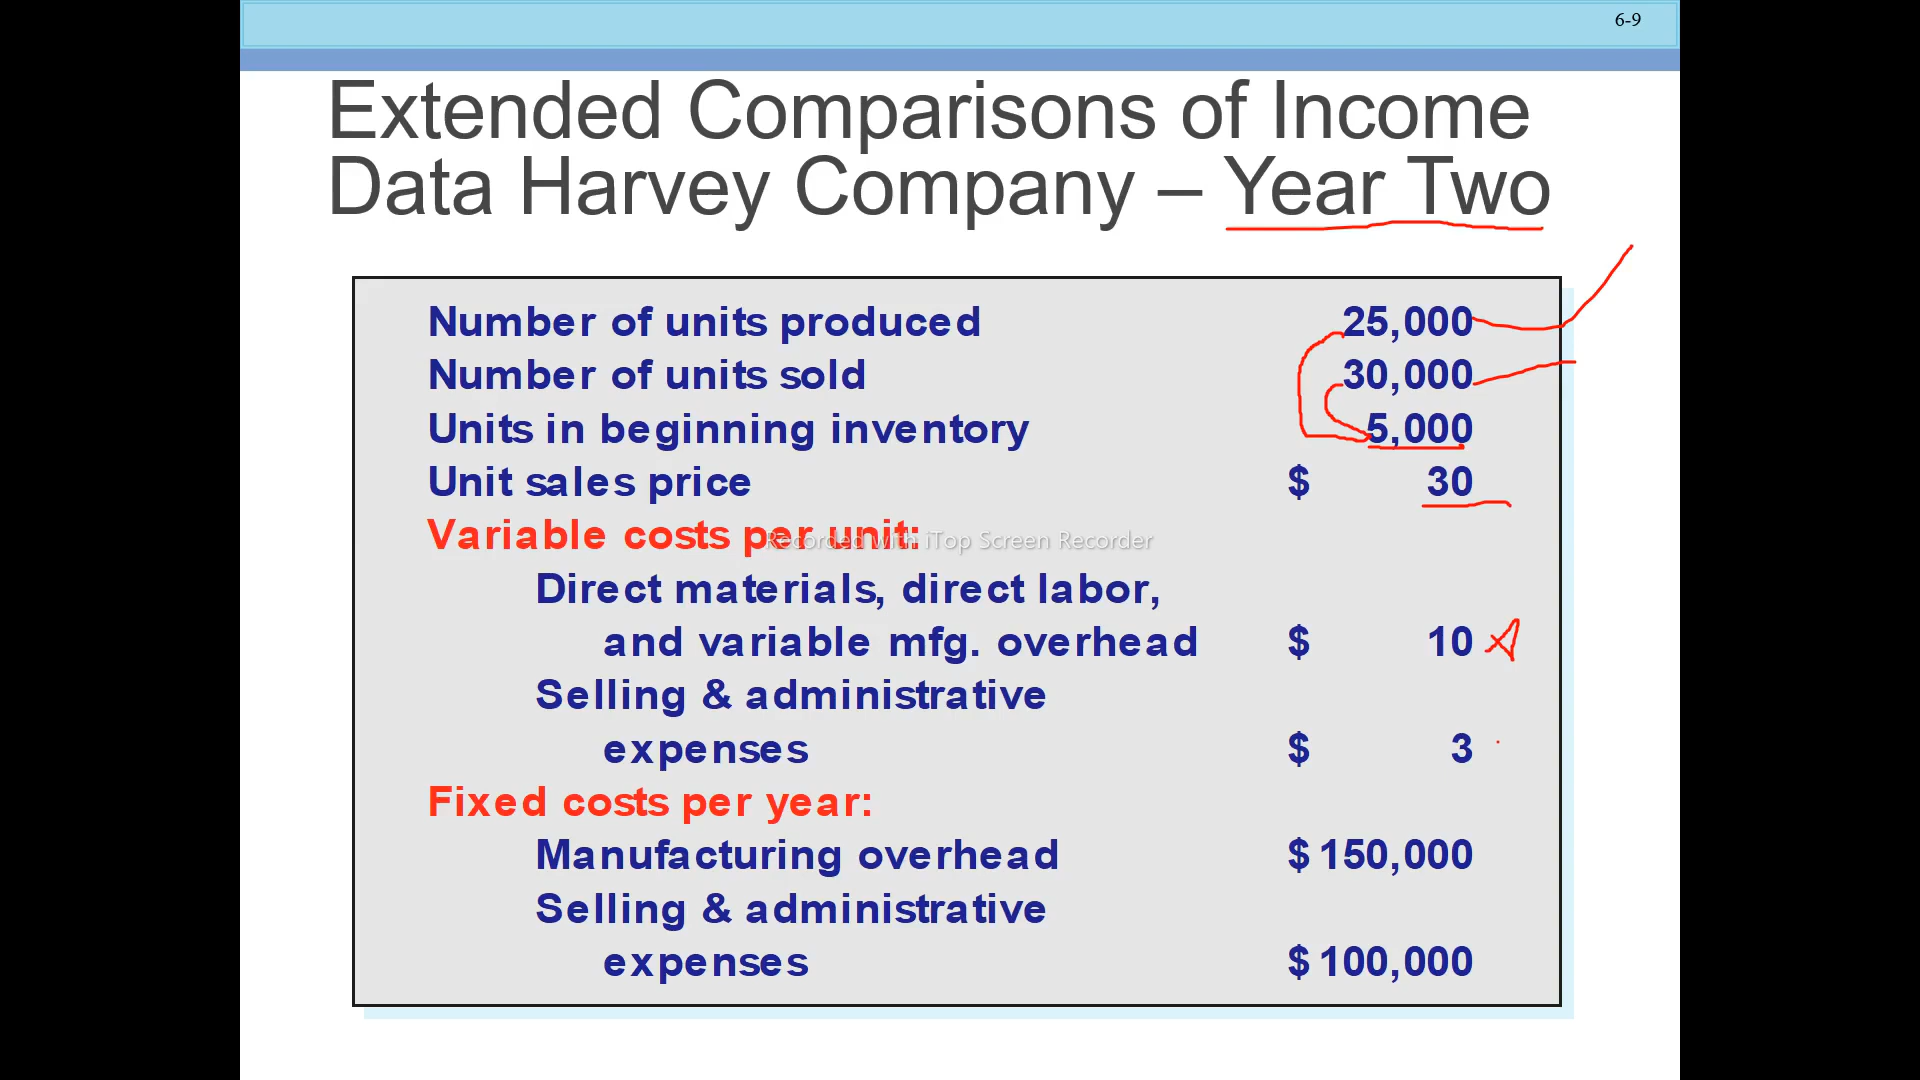 6-9
Extended Comparisons of Income
Data Harvey Company – Year Two
Number of units produced 25,000
Number of units sold 30,000
Units in beginning inventory 5,000
Unit sales price $ 30
Variable costs per unit:
Recorded with iTop Screen Recorder
Direct materials, direct labor,
and variable mfg. overhead $ 10
Selling & administrative
expenses $ 3
Fixed costs per year:
Manufacturing overhead $ 150,000
Selling & administrative
expenses $ 100,000